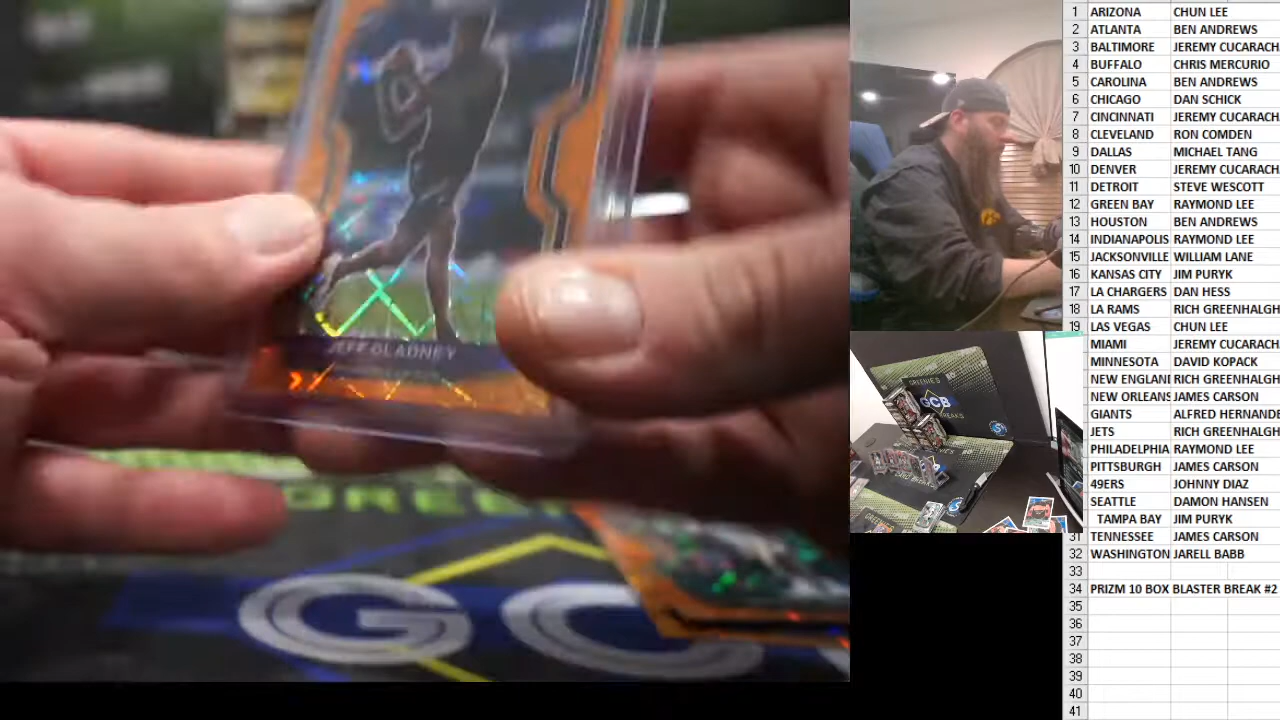 JEFF GLADNEY
GREE
GC
GREENIE'S
GCB
BREAKS
1 ARIZONA CHUN LEE
2 ATLANTA BEN ANDREWS
3 BALTIMORE JEREMY CUCARACH
4 BUFFALO CHRIS MERCURIO
5 CAROLINA BEN ANDREWS
6 CHICAGO DAN SCHICK
7 CINCINNATI JEREMY CUCARACH
8 CLEVELAND RON COMDEN
9 DALLAS MICHAEL TANG
10 DENVER JEREMY CUCARACH
11 DETROIT STEVE WESCOTT
12 GREEN BAY RAYMOND LEE
13 HOUSTON BEN ANDREWS
14 INDIANAPOLIS RAYMOND LEE
15 JACKSONVILLE WILLIAM LANE
16 KANSAS CITY JIM PURYK
17 LA CHARGERS DAN HESS
18 LA RAMS RICH GREENHALGH
19 LAS VEGAS CHUN LEE
MIAMI JEREMY CUCARACH
MINNESOTA DAVID KOPACK
NEW ENGLAND RICH GREENHALGH
NEW ORLEANS JAMES CARSON
GIANTS ALFRED HERNANDE
JETS RICH GREENHALGH
PHILADELPHIA RAYMOND LEE
PITTSBURGH JAMES CARSON
49ERS JOHNNY DIAZ
SEATTLE DAMON HANSEN
TAMPA BAY JIM PURYK
31 TENNESSEE JAMES CARSON
32 WASHINGTON JARELL BABB
33
34 PRIZM 10 BOX BLASTER BREAK #2
35
36
37
38
39
40
41